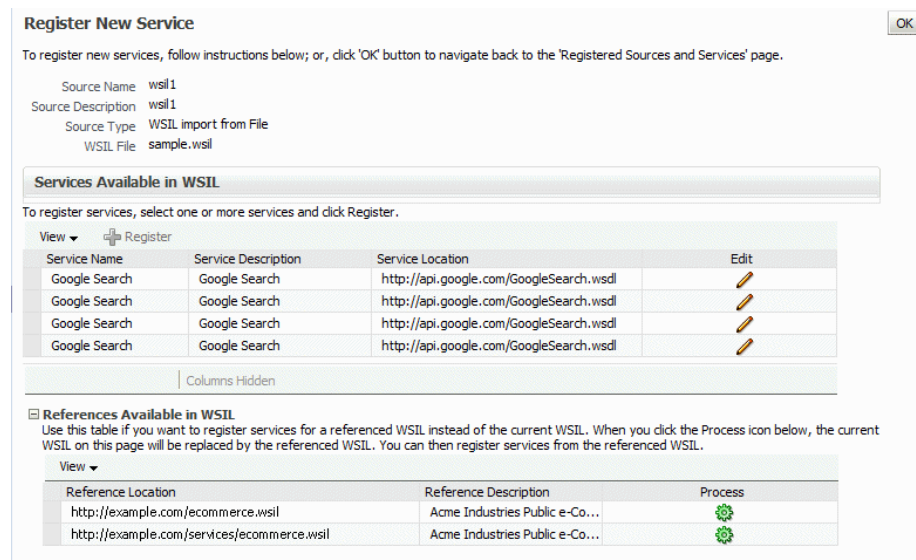 Register New Service
OK
To register new services, follow instructions below; or, click 'OK' button to navigate back to the 'Registered Sources and Services' page.
Source Name wsil1
Source Description wsil1
Source Type WSIL import from File
WSIL File sample.wsil
Services Available in WSIL
To register services, select one or more services and click Register.
View Register
Service Name Service Description Service Location Edit
Google Search Google Search http://api.google.com/GoogleSearch.wsdl
Google Search Google Search http://api.google.com/GoogleSearch.wsdl
Google Search Google Search http://api.google.com/GoogleSearch.wsdl
Google Search Google Search http://api.google.com/GoogleSearch.wsdl
Columns Hidden
References Available in WSIL
Use this table if you want to register services for a referenced WSIL instead of the current WSIL. When you click the Process icon below, the current
WSIL on this page will be replaced by the referenced WSIL. You can then register services from the referenced WSIL.
View
Reference Location Reference Description Process
http://example.com/ecommerce.wsil Acme Industries Public e-Co...
http://example.com/services/ecommerce.wsil Acme Industries Public e-Co...